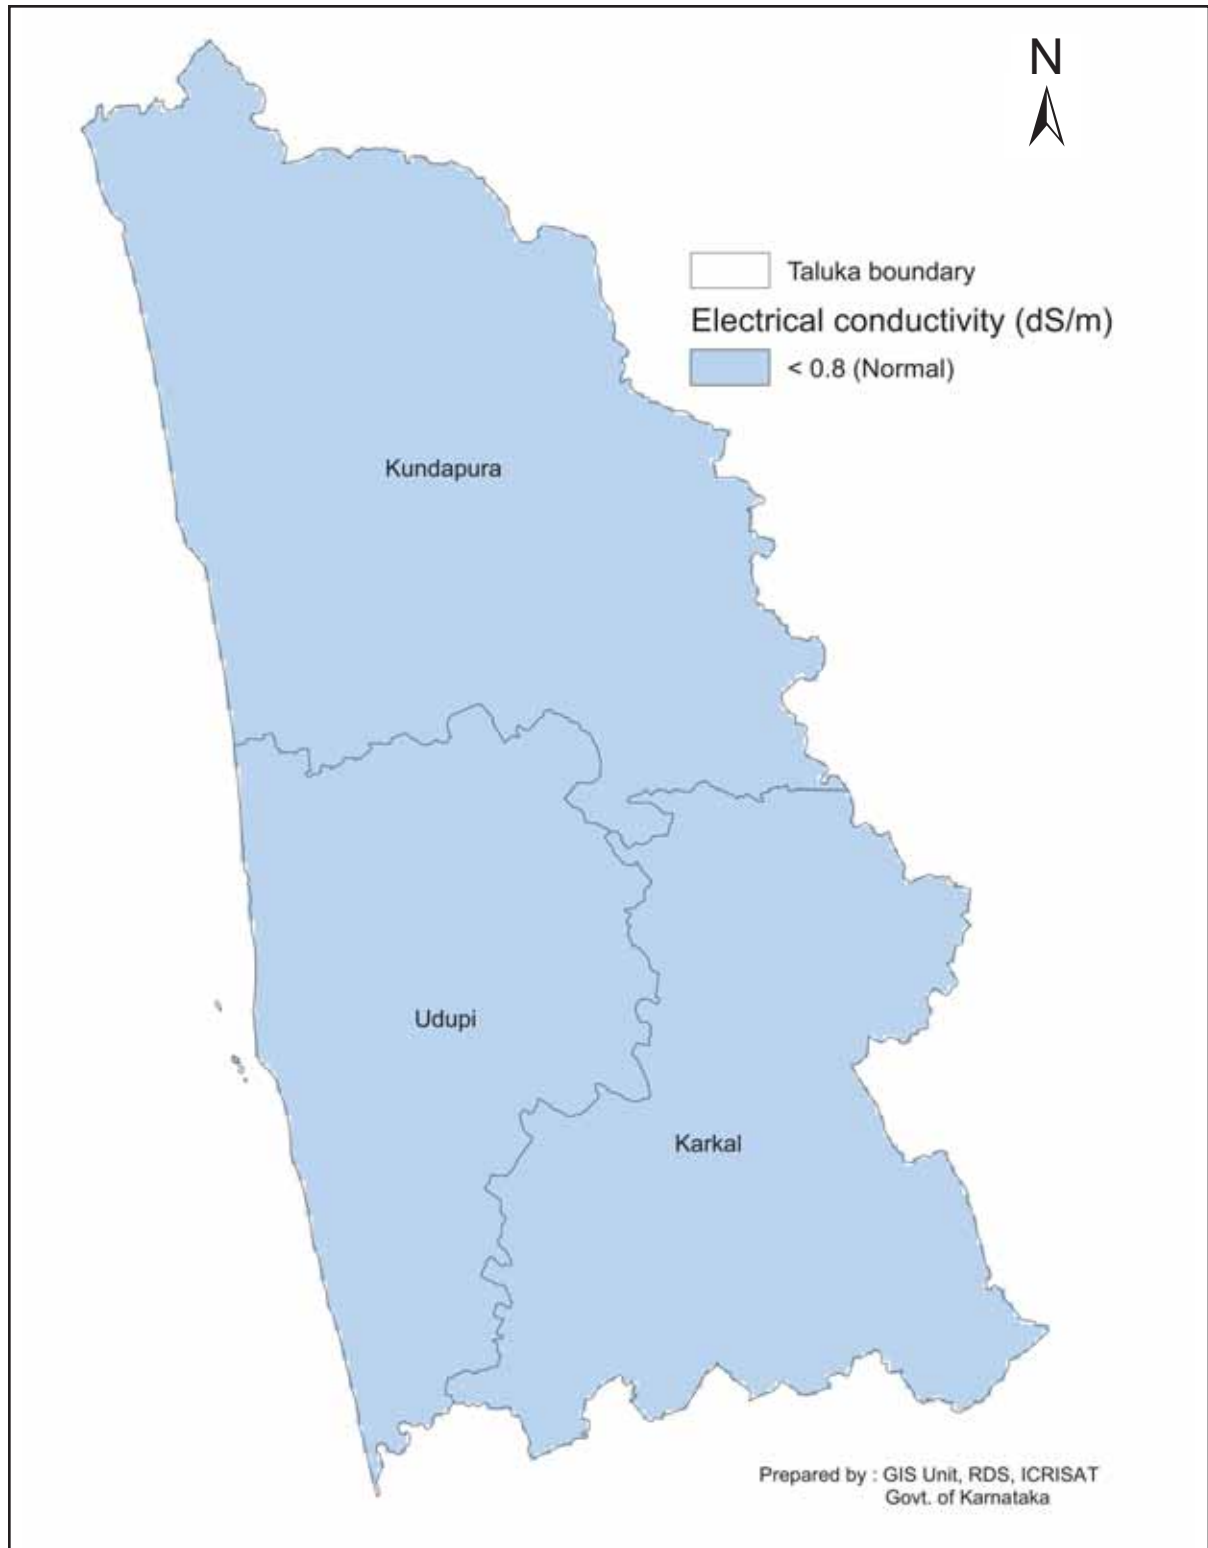 N
Taluka boundary
Electrical conductivity (dS/m)
< 0.8 (Normal)
Kundapura
Udupi
Karkal
Prepared by : GIS Unit, RDS, ICRISAT
Govt. of Karnataka